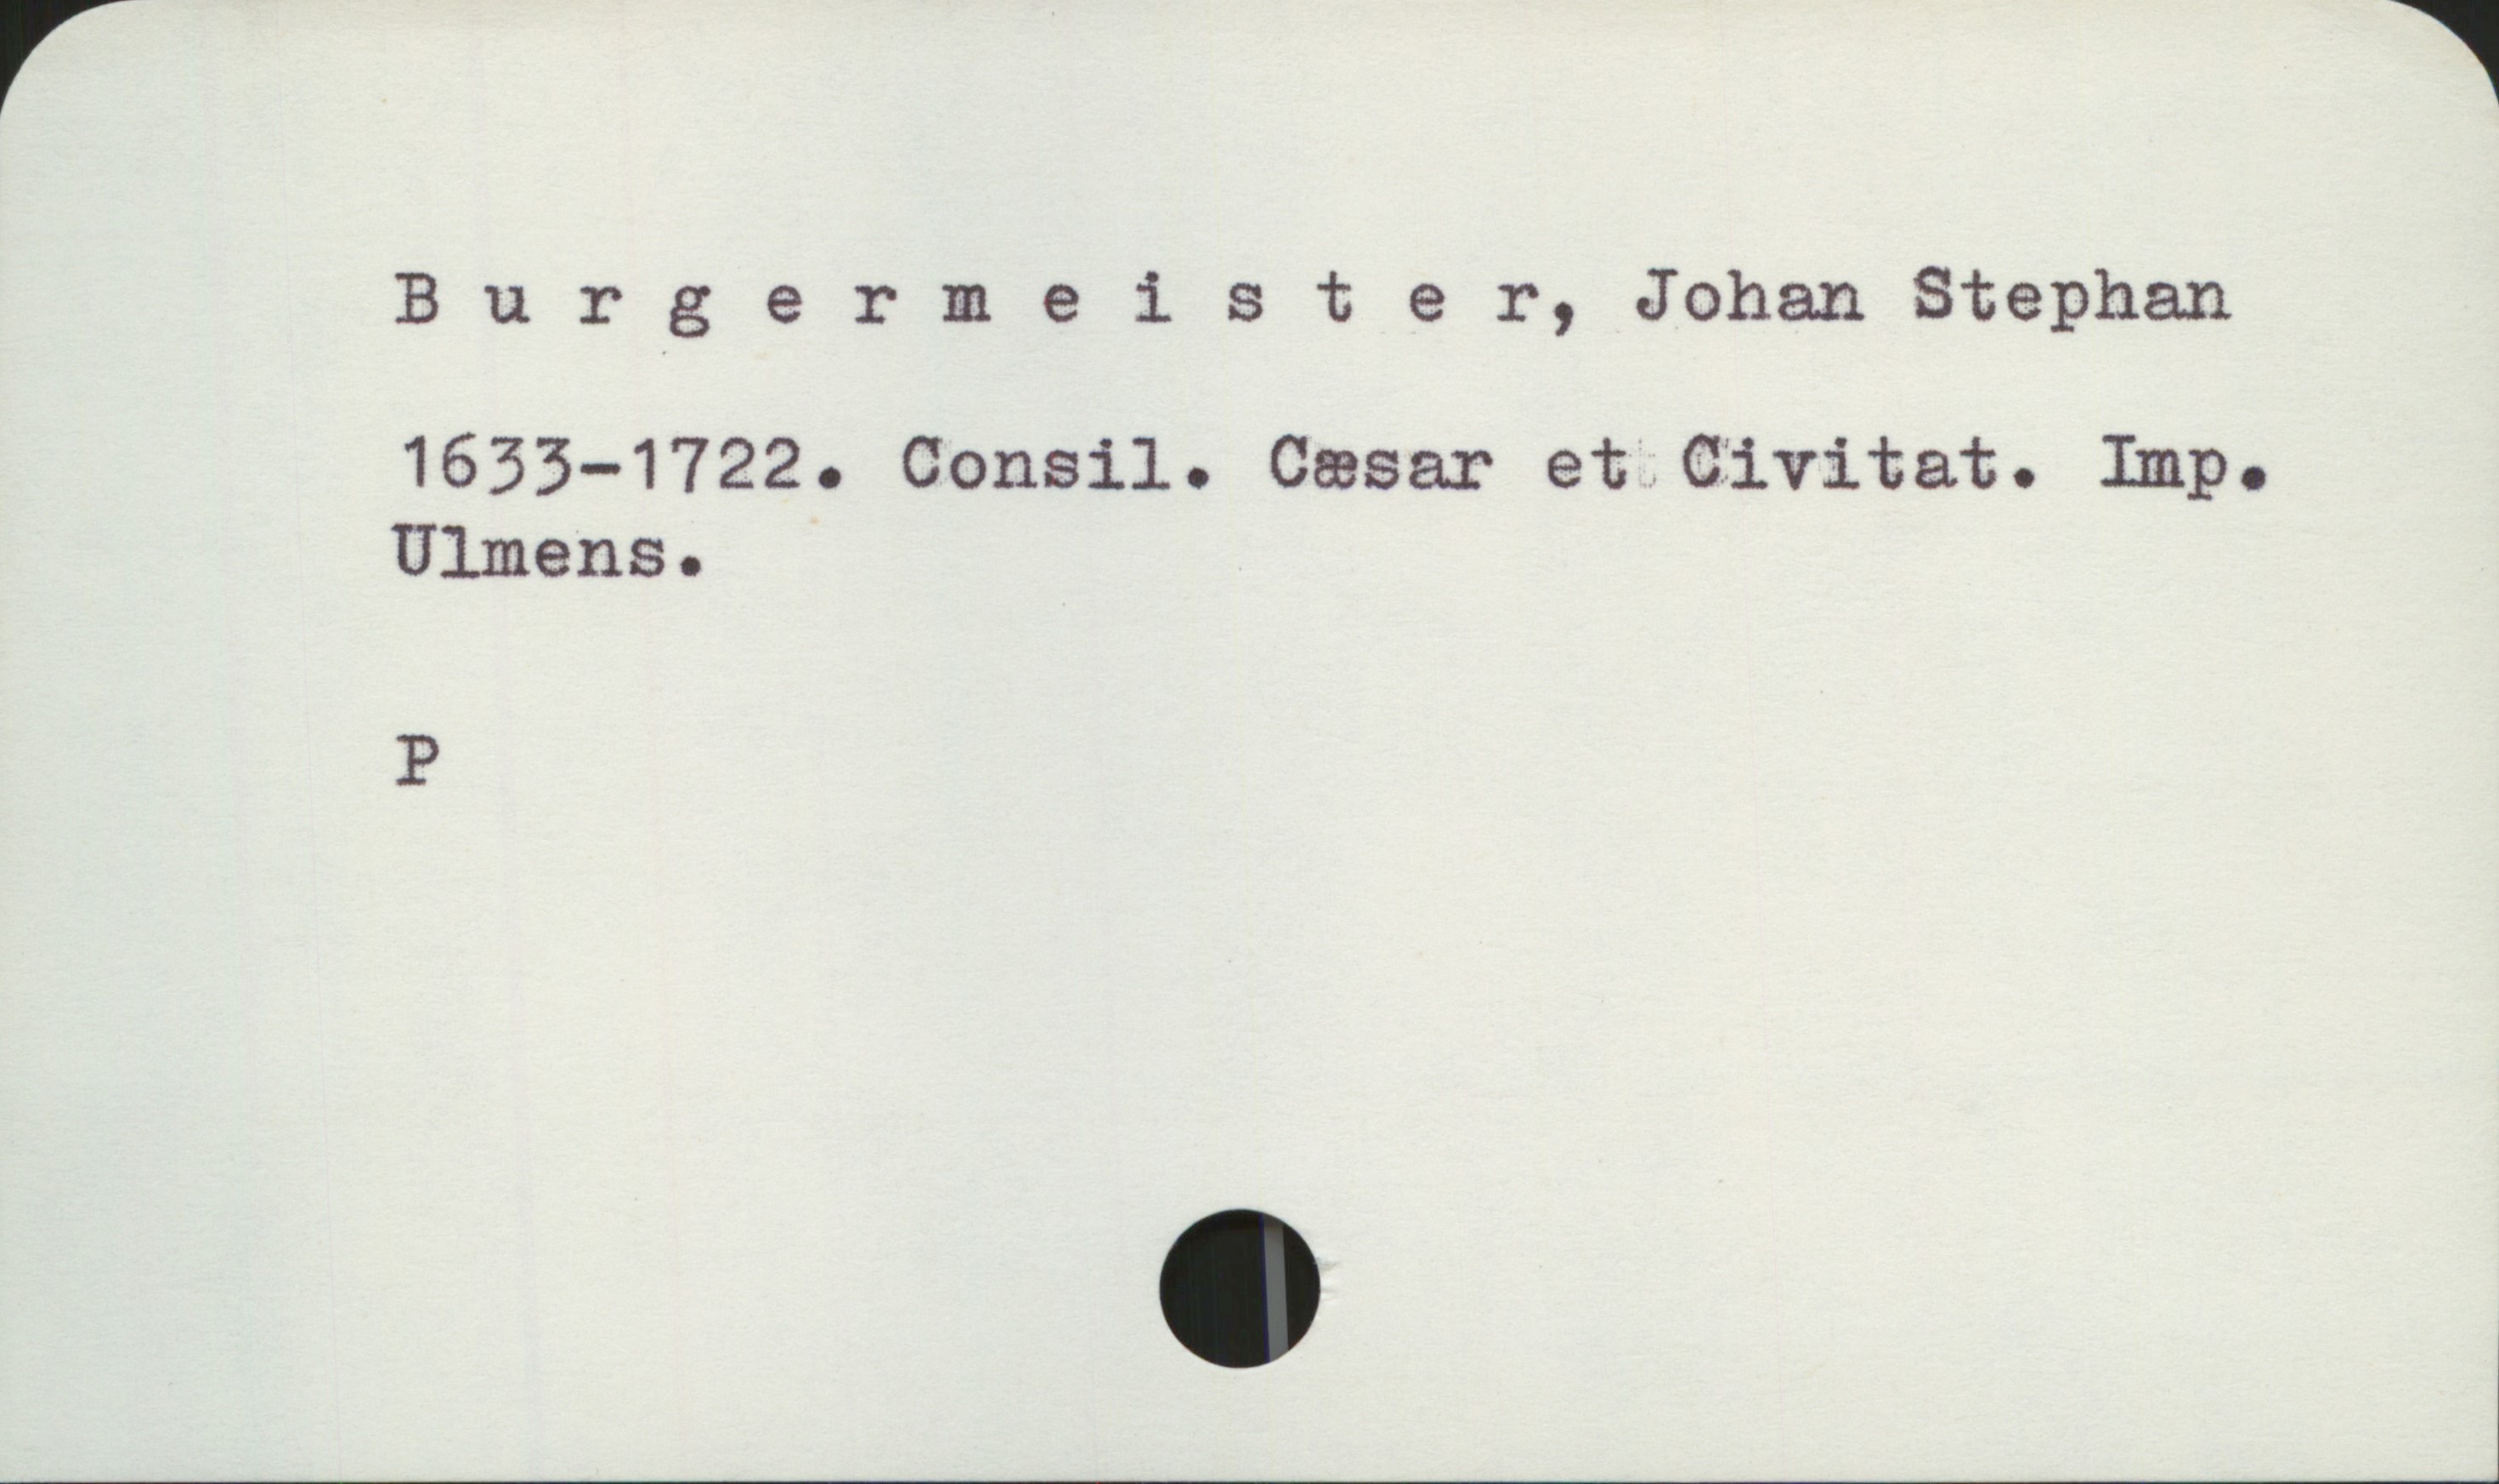 B u r g e r m e i s t e r, Johan Stephan
1633-1722. Consil. Cæsar et Civitat. Imp.
Ulmens.
P